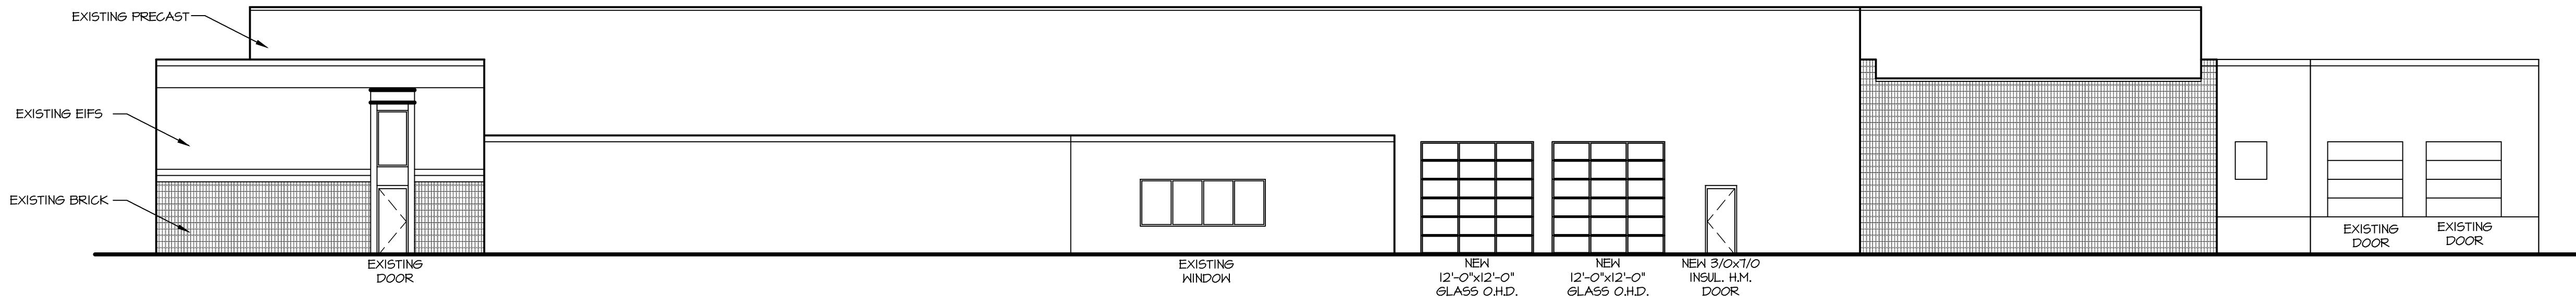 EXISTING PRECAST
EXISTING EIFS
EXISTING BRICK
EXISTING
DOOR
EXISTING
WINDOW
NEW
12'-0"x12'-0"
GLASS O.H.D.
NEW
12'-0"x12'-0"
GLASS O.H.D.
NEW 3/0x7/0
INSUL. H.M.
DOOR
EXISTING
DOOR
EXISTING
DOOR